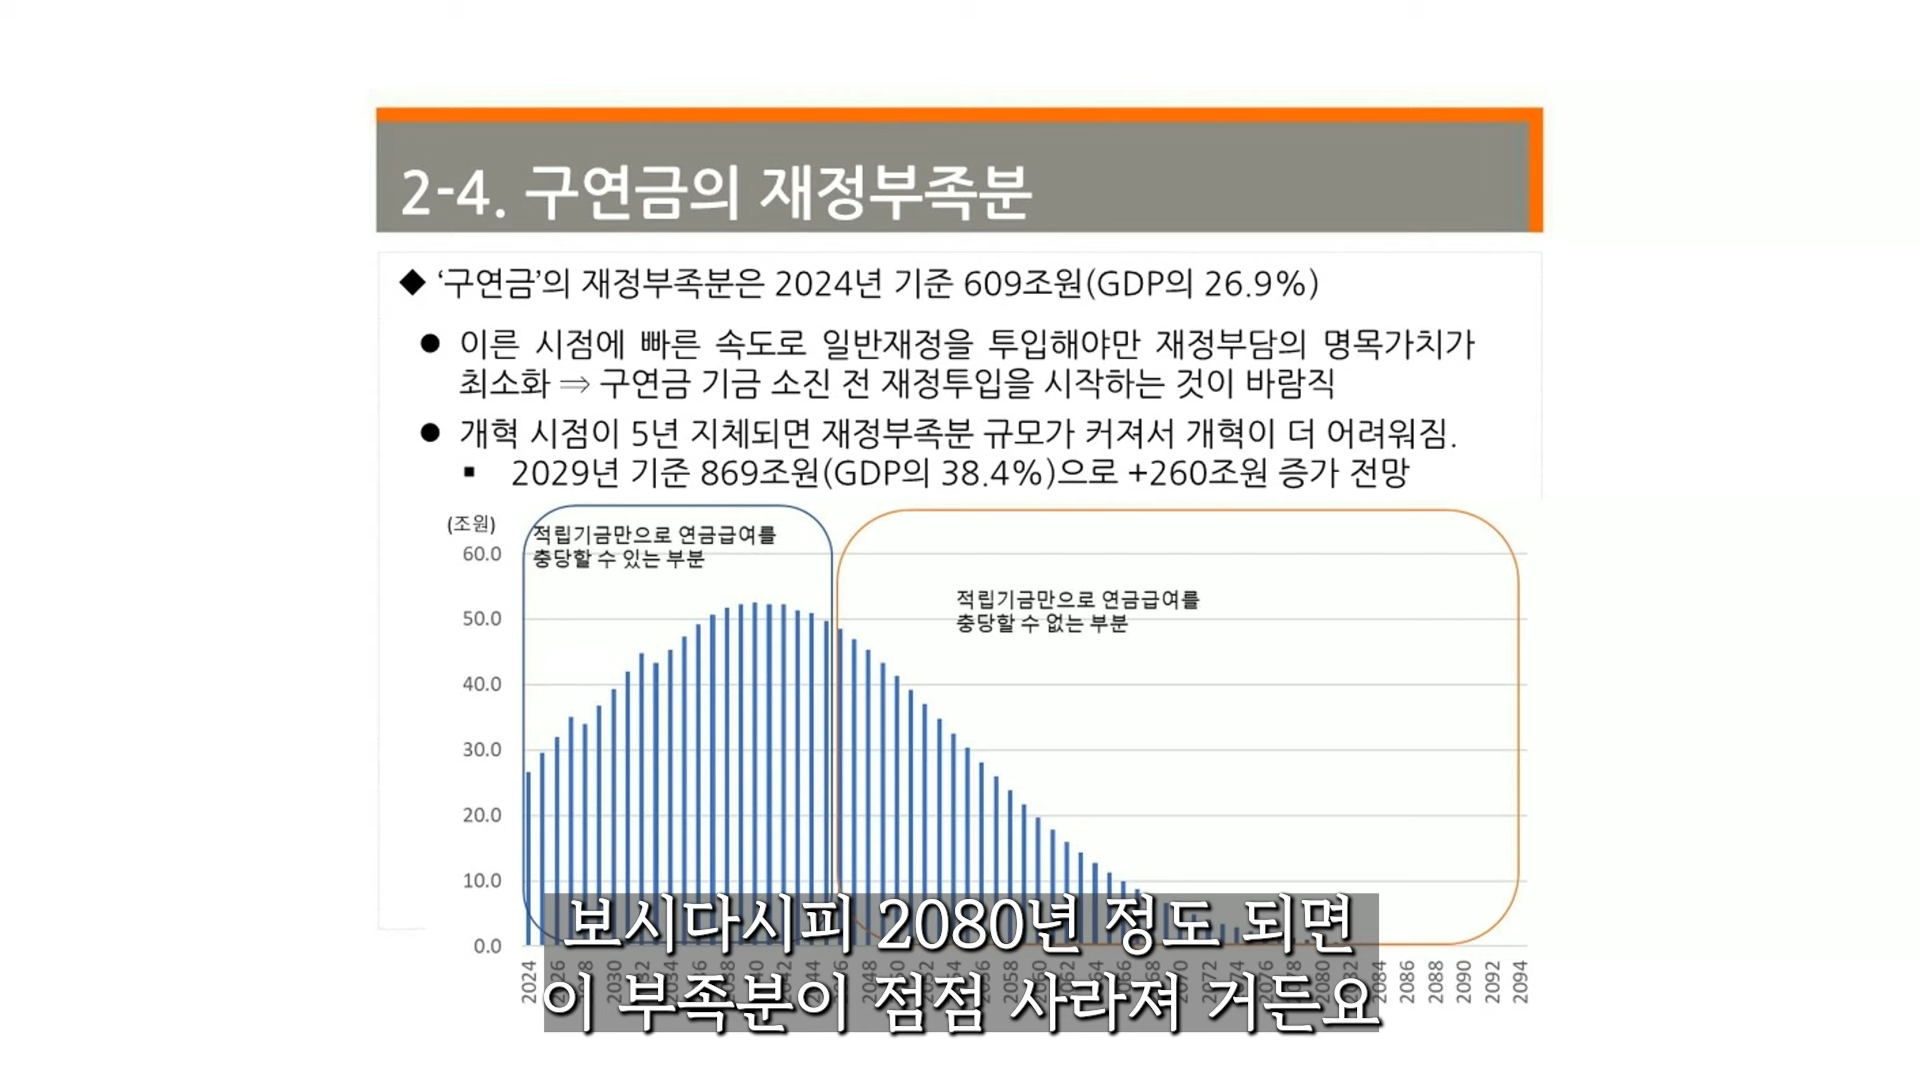 2-4. 구연금의 재정부족분
◆ ‘구연금’의 재정부족분은 2024년 기준 609조원(GDP의 26.9%)
● 이른 시점에 빠른 속도로 일반재정을 투입해야만 재정부담의 명목가치가
최소화 ⇒ 구연금 기금 소진 전 재정투입을 시작하는 것이 바람직
● 개혁 시점이 5년 지체되면 재정부족분 규모가 커져서 개혁이 더 어려워짐.
▪ 2029년 기준 869조원(GDP의 38.4%)으로 +260조원 증가 전망
(조원)
적립기금만으로 연금급여를
충당할 수 있는 부분
적립기금만으로 연금급여를
충당할 수 없는 부분
60.0
50.0
40.0
30.0
20.0
10.0
0.0
보시다시피 2080년 정도 되면
이 부족분이 점점 사라져 거든요
2024
2084
2086
2088
2090
2092
2094